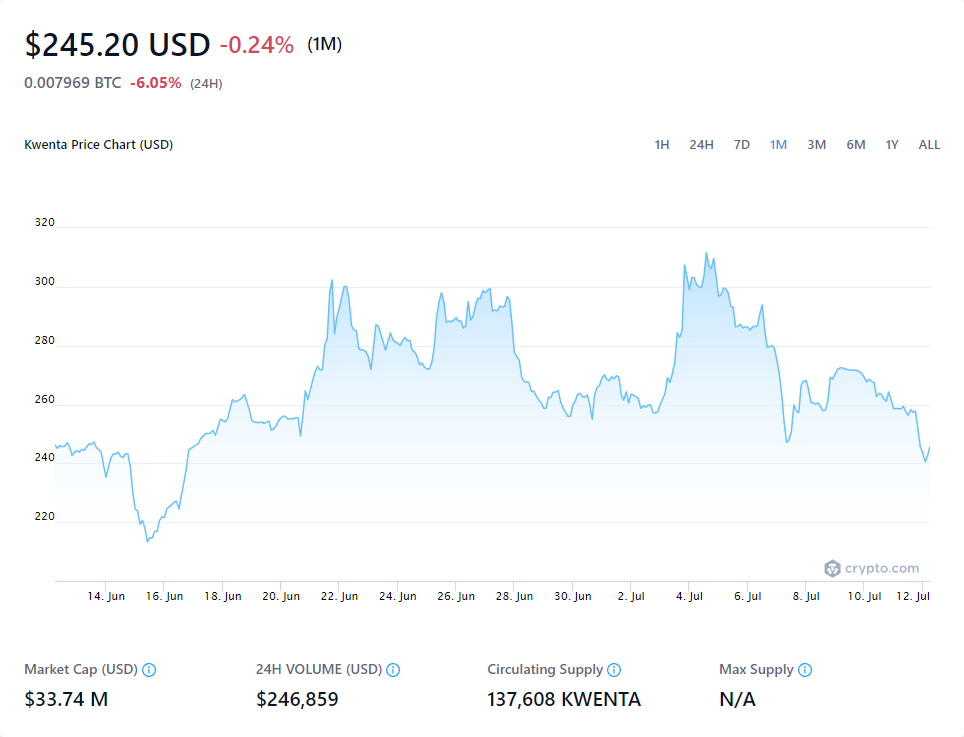 $245.20 USD -0.24% (1M)
0.007969 BTC -6.05% (24H)
Kwenta Price Chart (USD) 1H 24H 7D 1M 3M 6M 1Y ALL
320
300
280
260
240
220
crypto.com
14. Jun 16. Jun 18. Jun 20. Jun 22. Jun 24. Jun 26. Jun 28. Jun 30. Jun 2. Jul 4. Jul 6. Jul 8. Jul 10. Jul 12. Jul
Market Cap (USD) 24H VOLUME (USD) Circulating Supply Max Supply
$33.74 M $246,859 137,608 KWENTA N/A